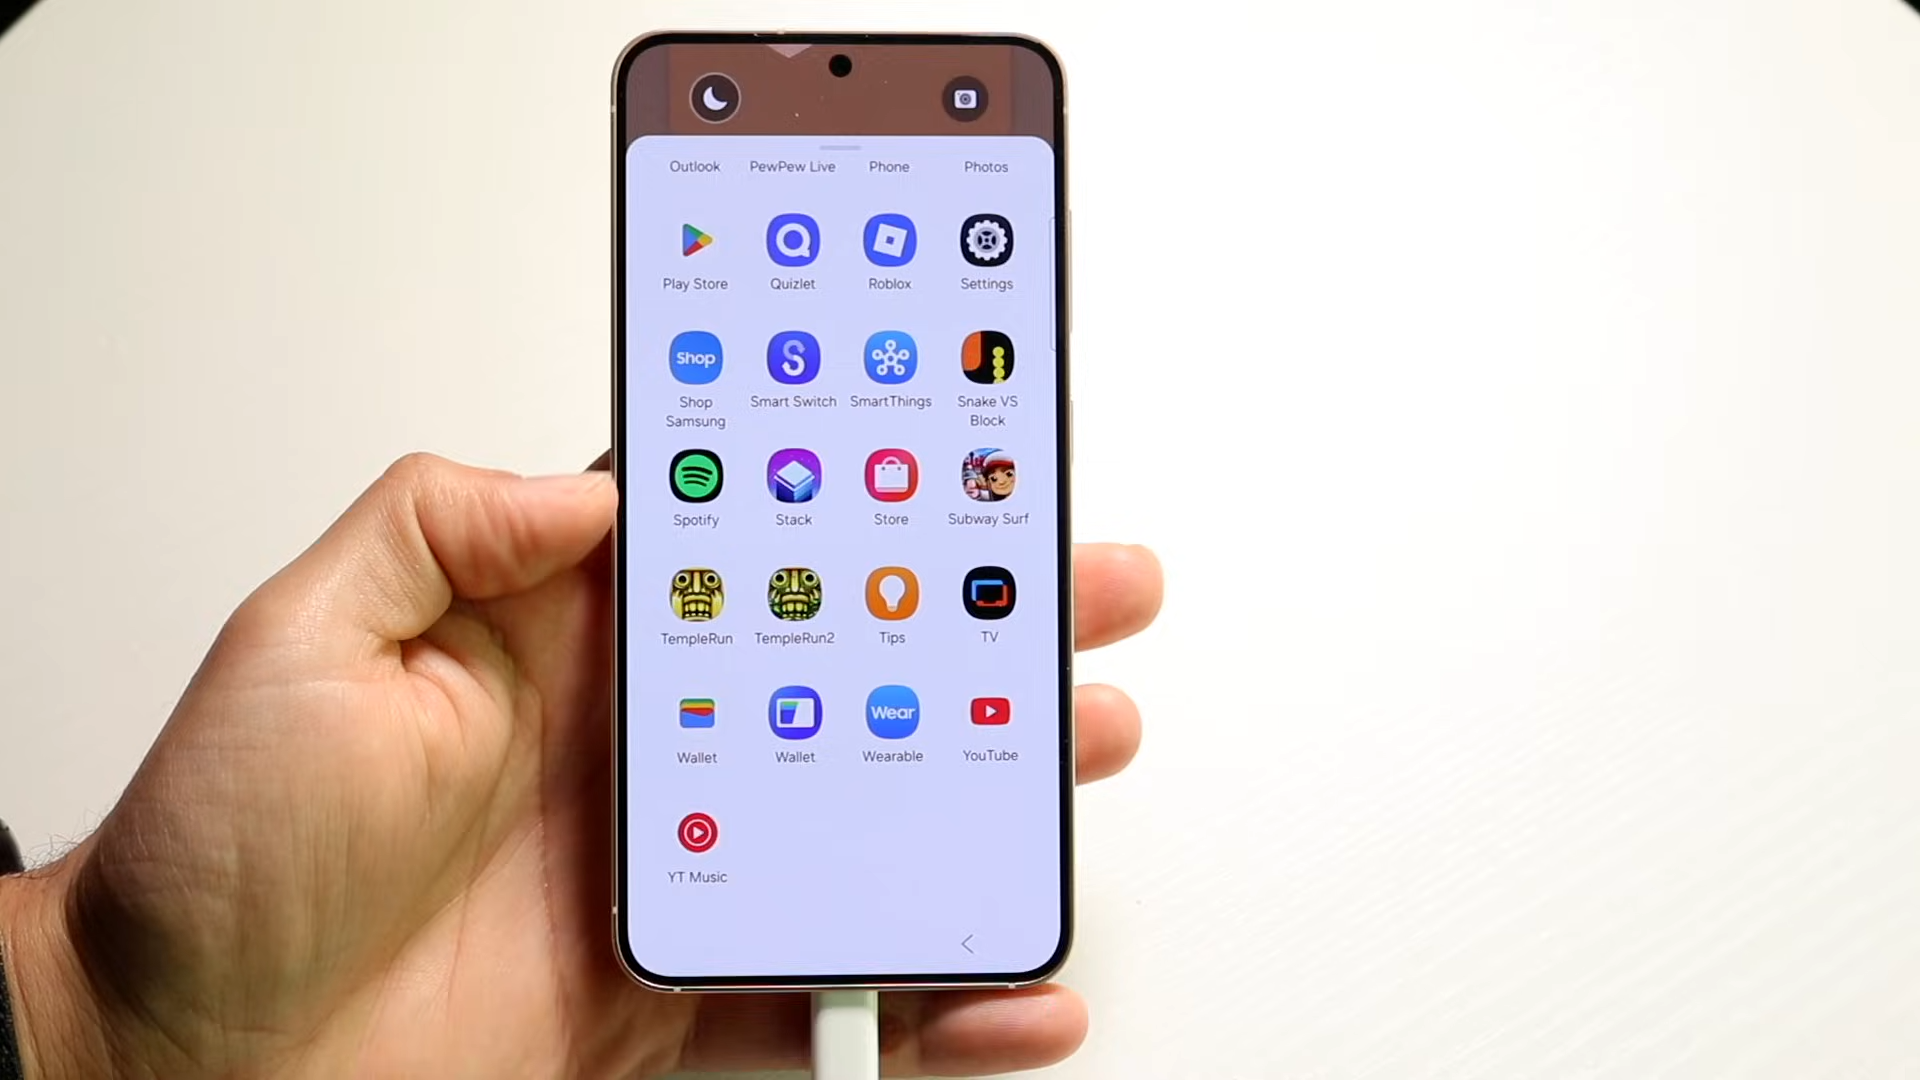 Outlook PewPew Live Phone Photos
Play Store Quizlet Roblox Settings
Shop
Shop Samsung Smart Switch SmartThings Snake VS Block
Spotify Stack Store Subway Surf
TempleRun TempleRun2 Tips TV
Wear
Wallet Wallet Wearable YouTube
YT Music